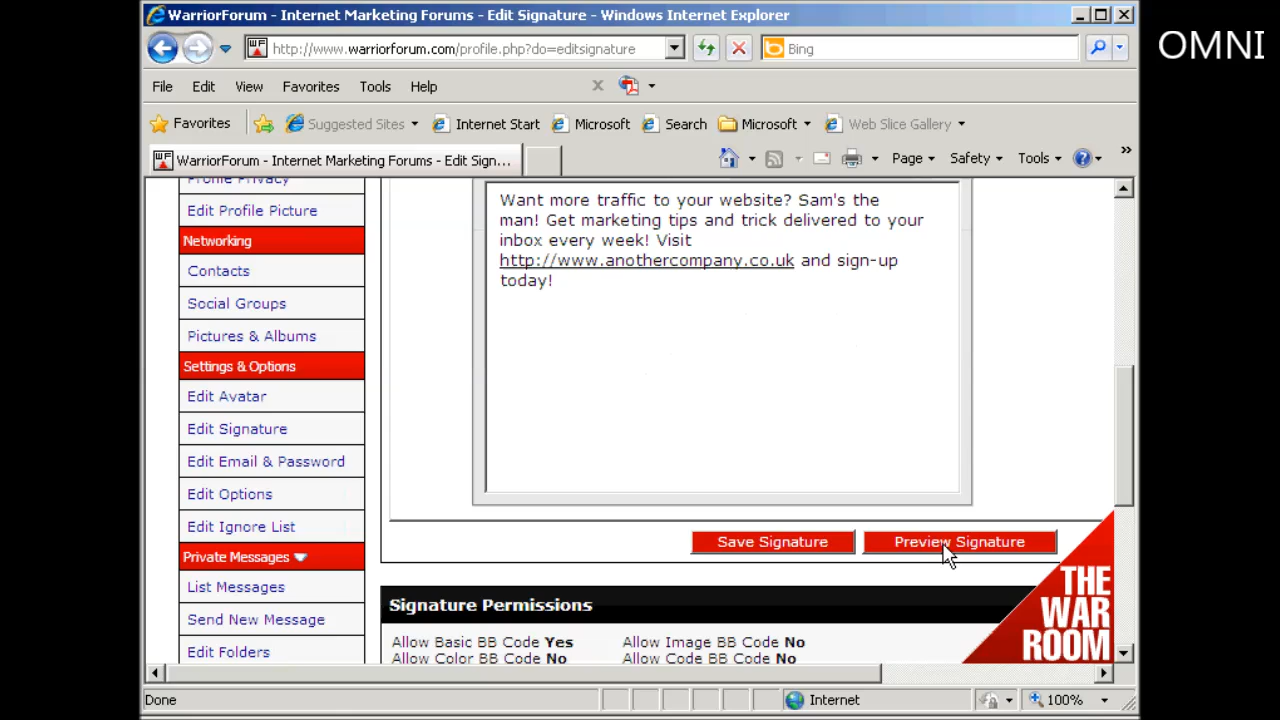 WarriorForum - Internet Marketing Forums - Edit Signature - Windows Internet Explorer
OMNI
http://www.warriorforum.com/profile.php?do=editsignature
Bing
File Edit View Favorites Tools Help
x
Favorites Suggested Sites Internet Start Microsoft Search Microsoft Web Slice Gallery
WarriorForum - Internet Marketing Forums - Edit Sign...
Page Safety Tools »
Profile Privacy
Edit Profile Picture
Networking
Contacts
Social Groups
Pictures & Albums
Settings & Options
Edit Avatar
Edit Signature
Edit Email & Password
Edit Options
Edit Ignore List
Private Messages
List Messages
Send New Message
Edit Folders
Want more traffic to your website? Sam's the
man! Get marketing tips and trick delivered to your
inbox every week! Visit
http://www.anothercompany.co.uk and sign-up
today!
Save Signature Preview Signature
Signature Permissions
Allow Basic BB Code Yes Allow Image BB Code No
Allow Color BB Code No Allow Code BB Code No
THE
WAR
ROOM
Done Internet 100%